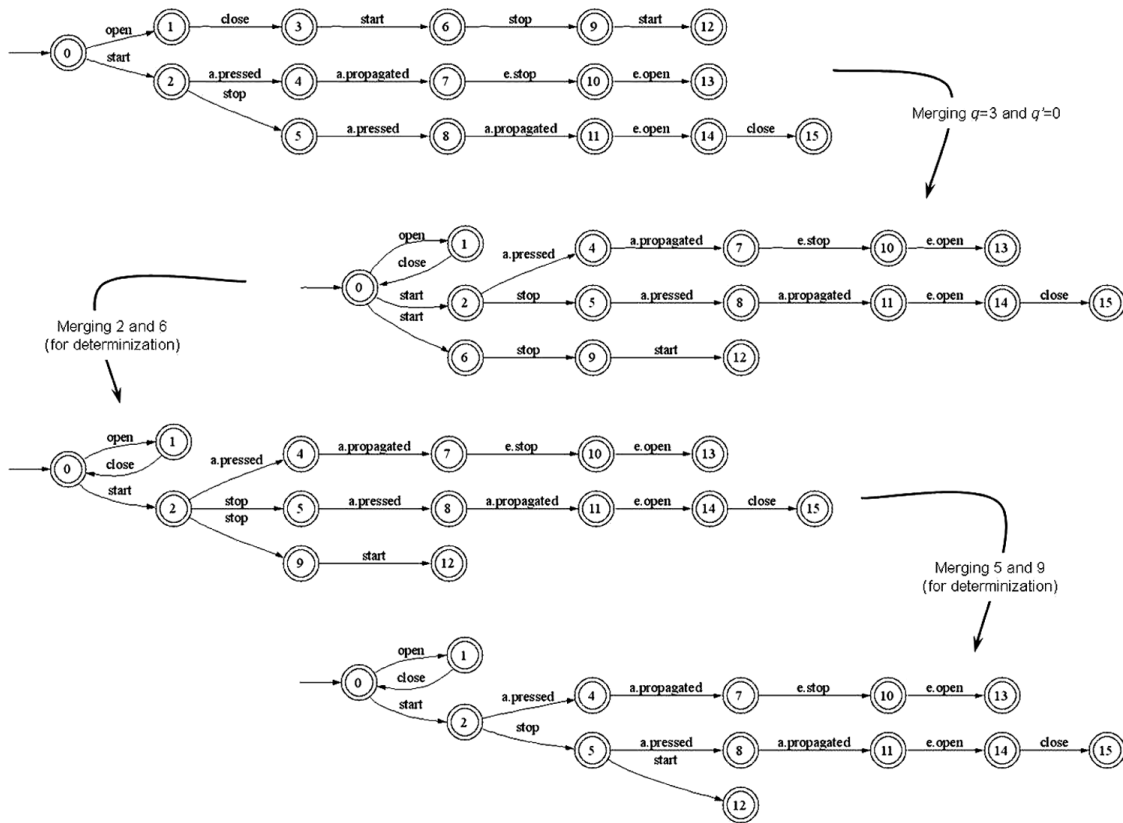 open close start stop start
0 1 3 6 9 12
start a.pressed a.propagated e.stop e.open
2 4 7 10 13
stop a.pressed a.propagated e.open close
5 8 11 14 15
Merging q=3 and q'=0
open 1
close
0
a.pressed 4 a.propagated 7 e.stop 10 e.open 13
start 2 stop 5 a.pressed 8 a.propagated 11 e.open 14 close 15
start 6 stop 9 start 12
Merging 2 and 6
(for determinization)
open 1
close
0
a.pressed 4 a.propagated 7 e.stop 10 e.open 13
start 2 stop 5 a.pressed 8 a.propagated 11 e.open 14 close 15
stop 9 start 12
Merging 5 and 9
(for determinization)
open 1
close
0
a.pressed 4 a.propagated 7 e.stop 10 e.open 13
start 2 stop 5 a.pressed 8 a.propagated 11 e.open 14 close 15
start 12